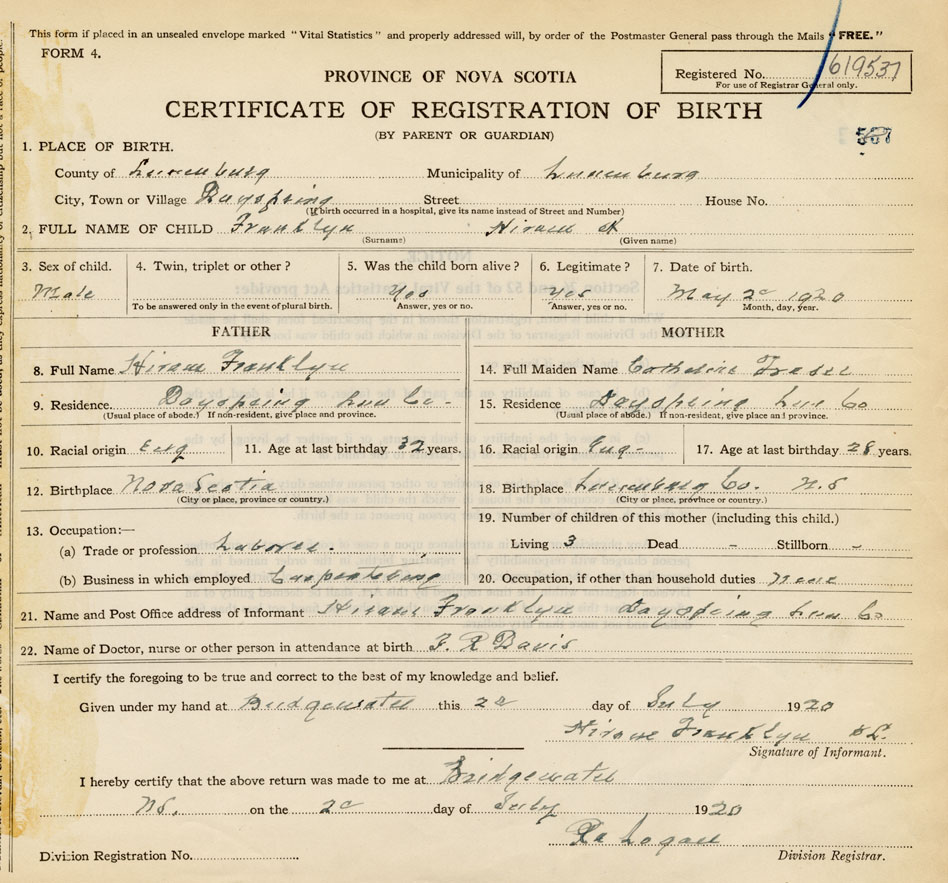 This form if placed in an unsealed envelope marked "Vital Statistics" and properly addressed will, by order of the Postmaster General pass through the Mails "FREE."
FORM 4.
Registered No. 619537
For use of Registrar General only.
PROVINCE OF NOVA SCOTIA
CERTIFICATE OF REGISTRATION OF BIRTH
(BY PARENT OR GUARDIAN)
1. PLACE OF BIRTH.
County of Lunenburg Municipality of Lunenburg
City, Town or Village Dayspring Street House No.
(If birth occurred in a hospital, give its name instead of Street and Number)
2. FULL NAME OF CHILD Franklyn Hiram
(Surname) (Given name)
3. Sex of child. 4. Twin, triplet or other? 5. Was the child born alive? 6. Legitimate? 7. Date of birth.
Male Yes Yes May 1920
To be answered only in the event of plural birth. Answer, yes or no. Answer, yes or no. Month, day, year.
FATHER MOTHER
8. Full Name Hiram Franklyn 14. Full Maiden Name Catherine Fraser
9. Residence Dayspring Lun Co- 15. Residence Dayspring Lun Co
(Usual place of abode.) If non-resident, give place and province. (Usual place of abode.) If non-resident, give place and province.
10. Racial origin Eng 11. Age at last birthday 32 years. 16. Racial origin Eng- 17. Age at last birthday 28 years.
12. Birthplace Nova Scotia 18. Birthplace Lunenburg Co. N.S
(City or place, province or country.) (City or place, province or country.)
13. Occupation:— 19. Number of children of this mother (including this child.)
(a) Trade or profession Laborer. Living 3 Dead - Stillborn -
(b) Business in which employed Carpentering 20. Occupation, if other than household duties None
21. Name and Post Office address of Informant Hiram Franklyn Dayspring Lun Co
22. Name of Doctor, nurse or other person in attendance at birth F. R Davis
I certify the foregoing to be true and correct to the best of my knowledge and belief.
Given under my hand at Bridgewater this day of July 1920
Hiram Franklyn
Signature of Informant.
I hereby certify that the above return was made to me at Bridgewater
NS. on the day of July 1920
Logan
Division Registration No. Division Registrar.